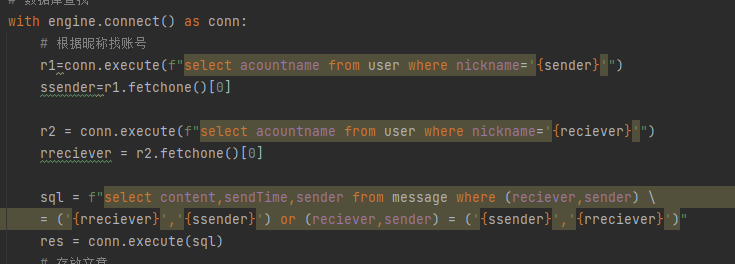 # 数据库查找
with engine.connect() as conn:
# 根据昵称找账号
r1=conn.execute(f"select acountname from user where nickname='{sender}'")
ssender=r1.fetchone()[0]
r2 = conn.execute(f"select acountname from user where nickname='{reciever}'")
rreciever = r2.fetchone()[0]
sql = f"select content,sendTime,sender from message where (reciever,sender) \
= ('{rreciever}','{ssender}') or (reciever,sender) = ('{ssender}','{rreciever}')"
res = conn.execute(sql)
# 存放文章